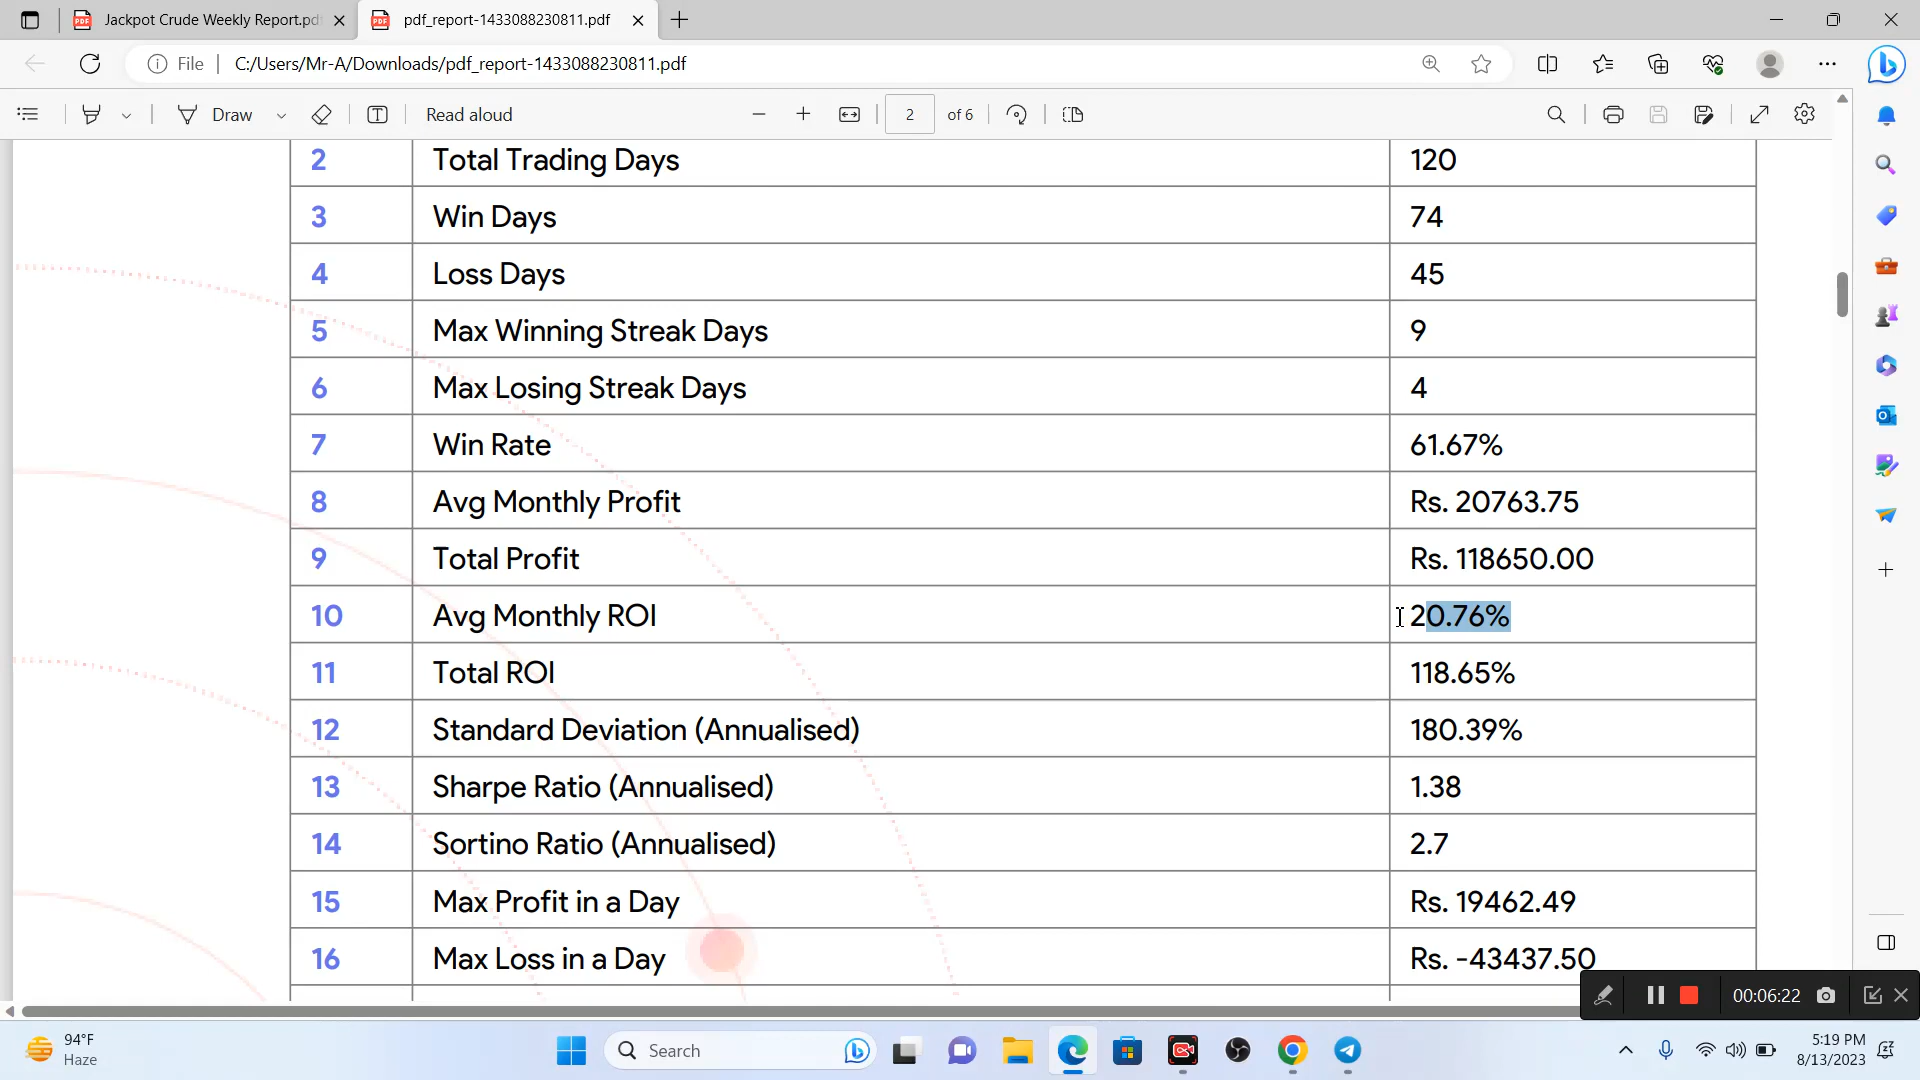 Jackpot Crude Weekly Report.pd
pdf_report-1433088230811.pdf
File
C:/Users/Mr-A/Downloads/pdf_report-1433088230811.pdf
Draw
Read aloud
2
of 6
2 Total Trading Days 120
3 Win Days 74
4 Loss Days 45
5 Max Winning Streak Days 9
6 Max Losing Streak Days 4
7 Win Rate 61.67%
8 Avg Monthly Profit Rs. 20763.75
9 Total Profit Rs. 118650.00
10 Avg Monthly ROI 20.76%
11 Total ROI 118.65%
12 Standard Deviation (Annualised) 180.39%
13 Sharpe Ratio (Annualised) 1.38
14 Sortino Ratio (Annualised) 2.7
15 Max Profit in a Day Rs. 19462.49
16 Max Loss in a Day Rs. -43437.50
00:06:22
94°F
Haze
Search
5:19 PM
8/13/2023